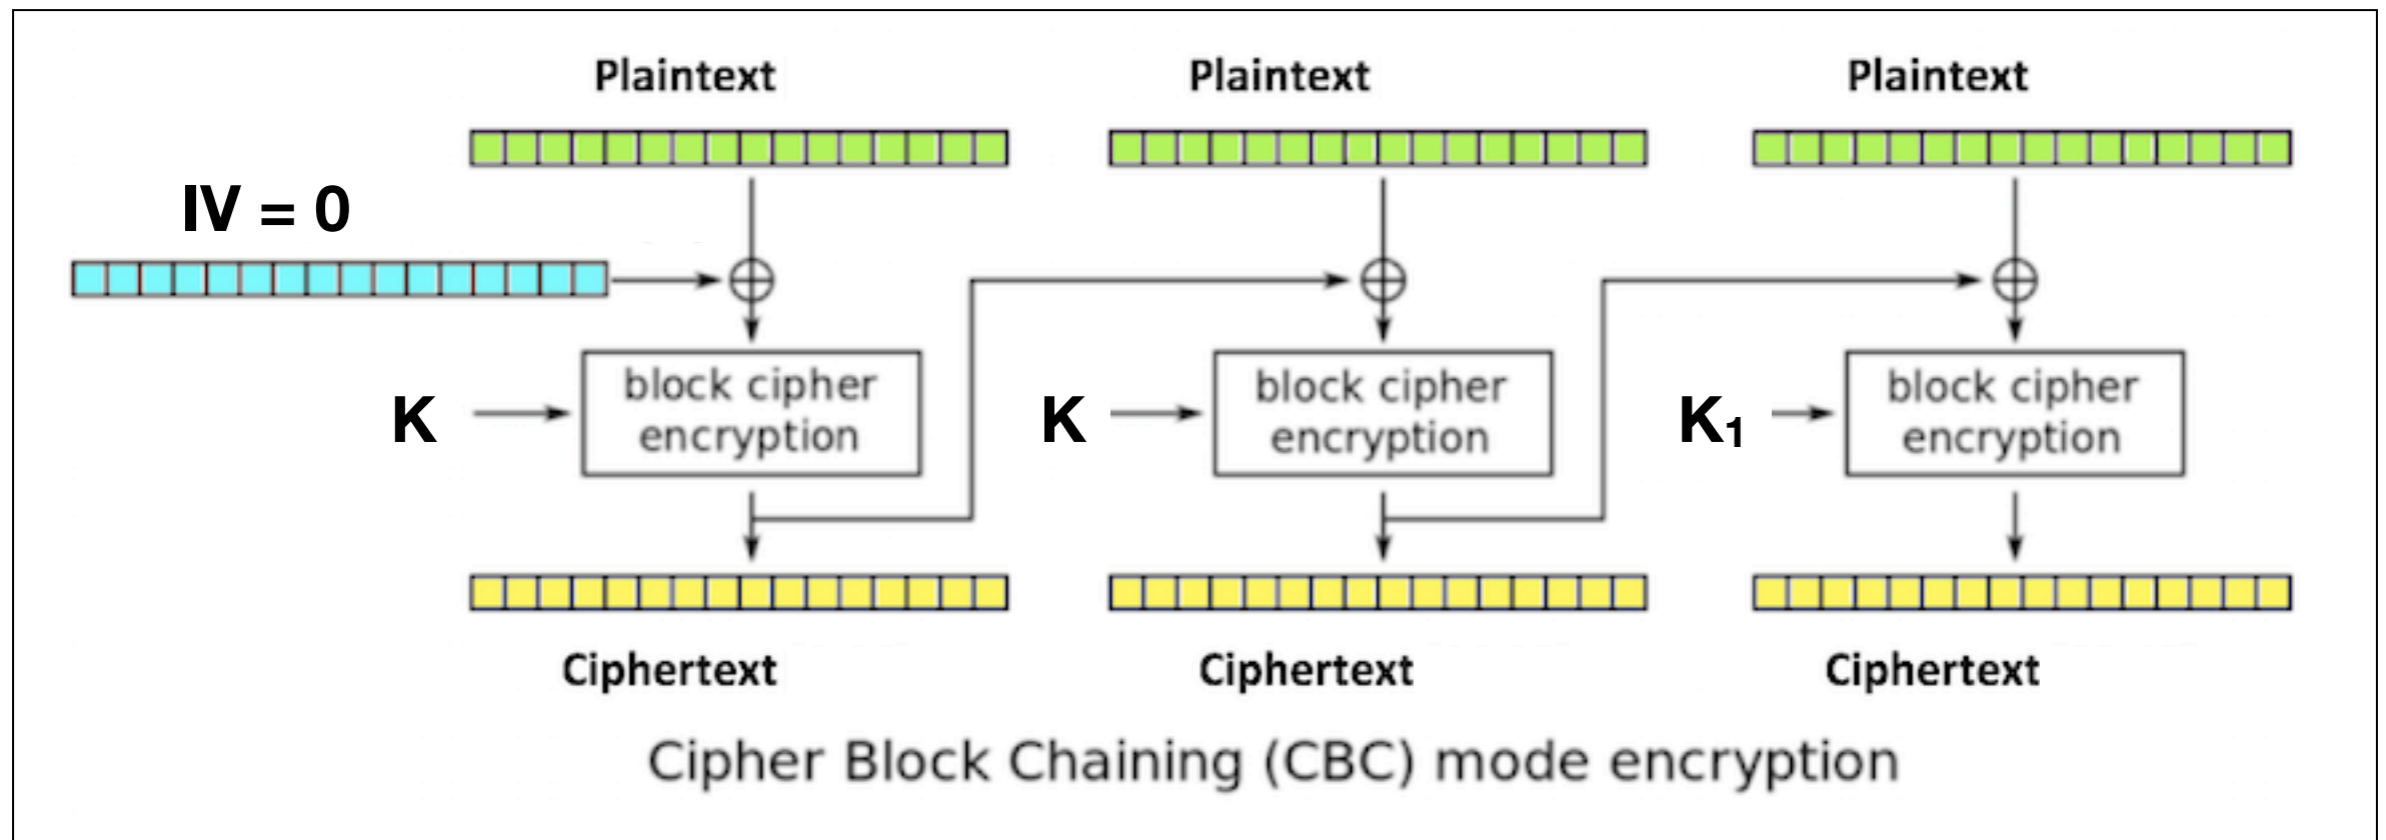 Plaintext Plaintext Plaintext
IV = 0
K block cipher encryption K block cipher encryption K₁ block cipher encryption
Ciphertext Ciphertext Ciphertext
Cipher Block Chaining (CBC) mode encryption